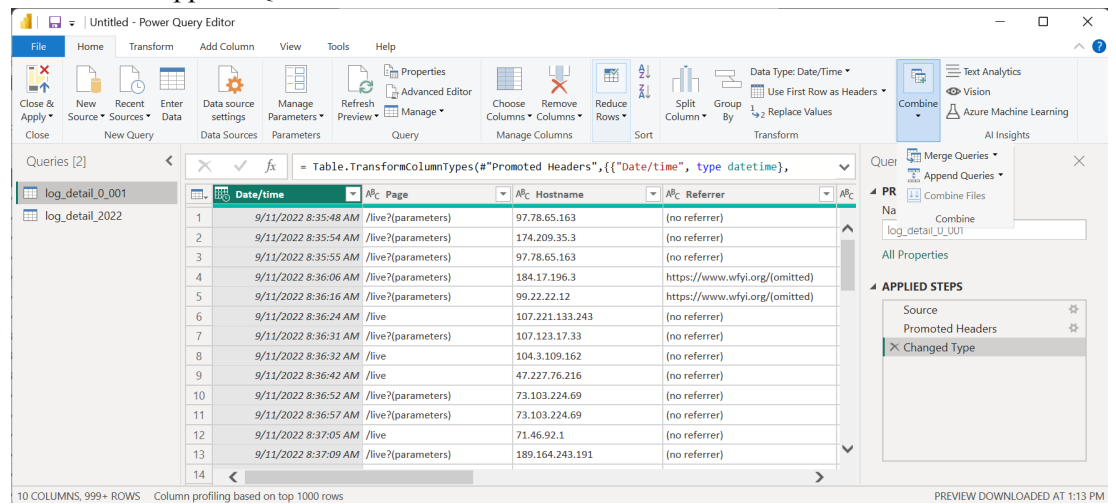 Untitled - Power Query Editor
File Home Transform Add Column View Tools Help
Close & Apply
New Source
Recent Sources
Enter Data
Data source settings
Manage Parameters
Refresh Preview
Properties
Advanced Editor
Manage
Choose Columns
Remove Columns
Reduce Rows
Split Column
Group By
Data Type: Date/Time
Use First Row as Headers
Replace Values
Combine
Text Analytics
Vision
Azure Machine Learning
Close New Query Data Sources Parameters Query Manage Columns Sort Transform AI Insights
Merge Queries
Append Queries
Combine Files
Combine
Queries [2]
log_detail_0_001
log_detail_2022
fx = Table.TransformColumnTypes(#"Promoted Headers",{{"Date/time", type datetime},
Date/time ABC Page ABC Hostname ABC Referrer ABC
1 9/11/2022 8:35:48 AM /live?(parameters) 97.78.65.163 (no referrer)
2 9/11/2022 8:35:54 AM /live?(parameters) 174.209.35.3 (no referrer)
3 9/11/2022 8:35:55 AM /live?(parameters) 97.78.65.163 (no referrer)
4 9/11/2022 8:36:06 AM /live?(parameters) 184.17.196.3 https://www.wfyi.org/(omitted)
5 9/11/2022 8:36:16 AM /live?(parameters) 99.22.22.12 https://www.wfyi.org/(omitted)
6 9/11/2022 8:36:24 AM /live 107.221.133.243 (no referrer)
7 9/11/2022 8:36:31 AM /live?(parameters) 107.123.17.33 (no referrer)
8 9/11/2022 8:36:32 AM /live 104.3.109.162 (no referrer)
9 9/11/2022 8:36:42 AM /live 47.227.76.216 (no referrer)
10 9/11/2022 8:36:52 AM /live?(parameters) 73.103.224.69 (no referrer)
11 9/11/2022 8:36:57 AM /live?(parameters) 73.103.224.69 (no referrer)
12 9/11/2022 8:37:05 AM /live 71.46.92.1 (no referrer)
13 9/11/2022 8:37:09 AM /live?(parameters) 189.164.243.191 (no referrer)
14
log_detail_0_001
All Properties
APPLIED STEPS
Source
Promoted Headers
Changed Type
10 COLUMNS, 999+ ROWS Column profiling based on top 1000 rows
PREVIEW DOWNLOADED AT 1:13 PM